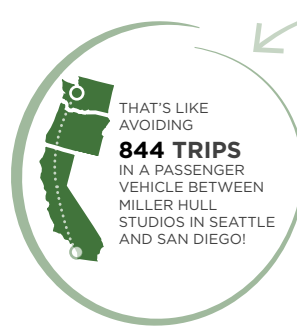 THAT'S LIKE
AVOIDING
844 TRIPS
IN A PASSENGER
VEHICLE BETWEEN
MILLER HULL
STUDIOS IN SEATTLE
AND SAN DIEGO!